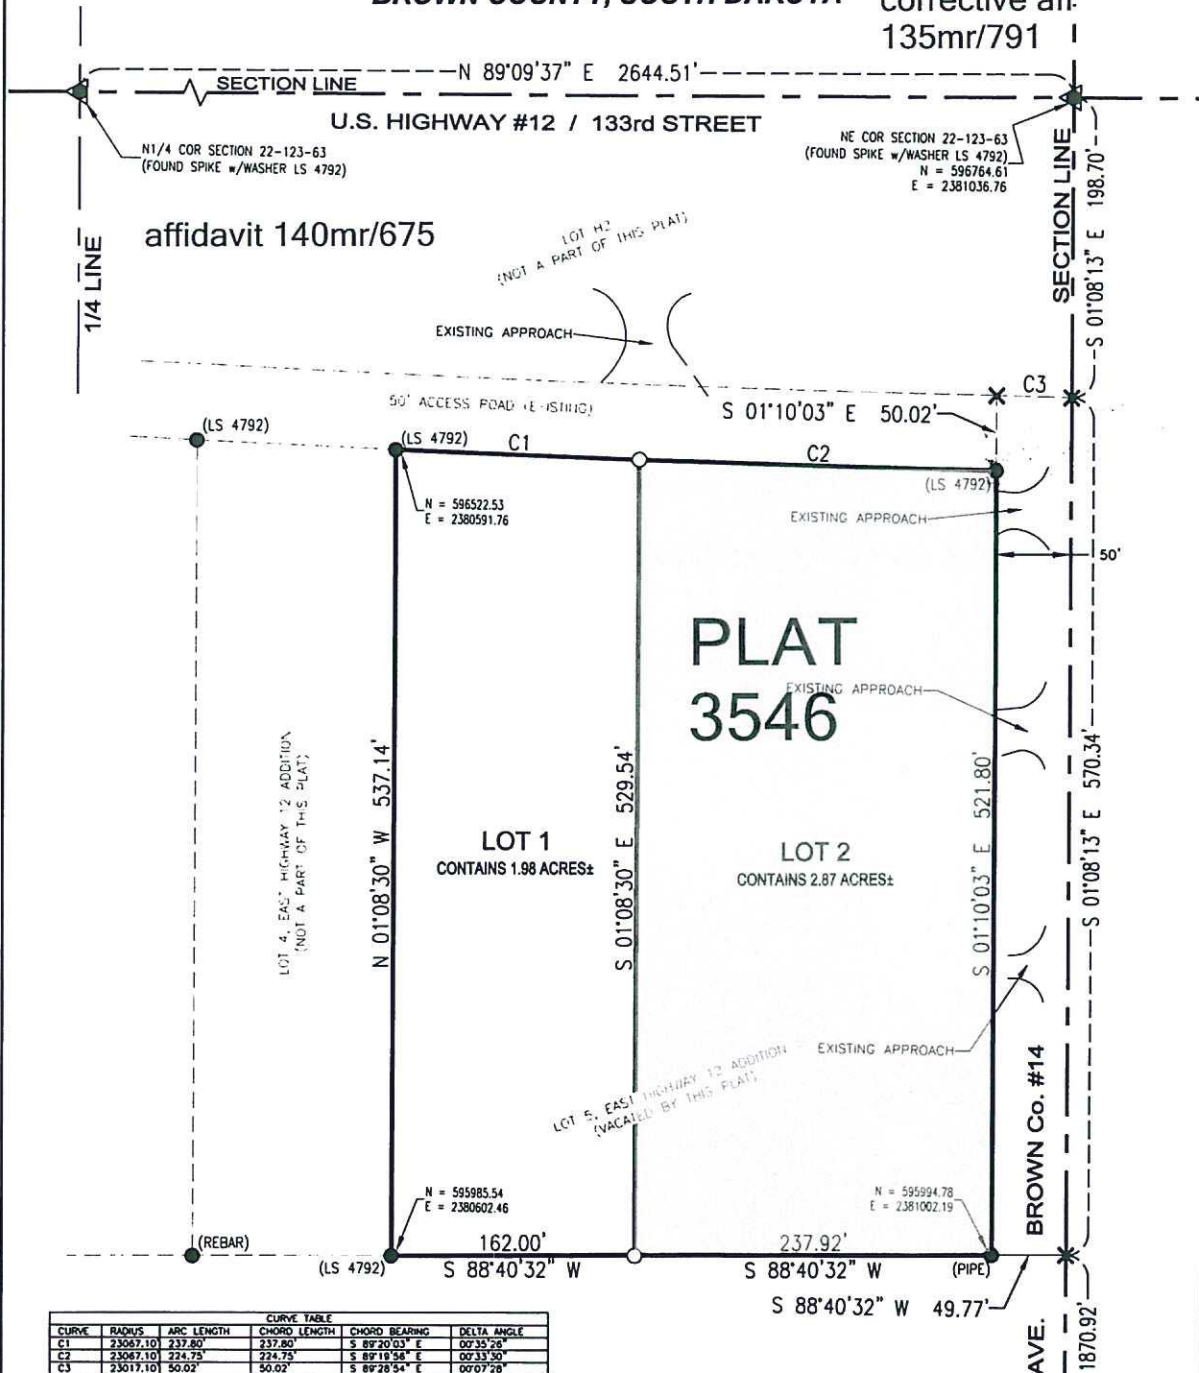 BROWN COUNTY, SOUTH DAKOTA
corrective aff
135mr/791
N 89°09'37" E 2644.51'
SECTION LINE
U.S. HIGHWAY #12 / 133rd STREET
N1/4 COR SECTION 22-123-63
(FOUND SPIKE w/WASHER LS 4792)
NE COR SECTION 22-123-63
(FOUND SPIKE w/WASHER LS 4792)
N = 596764.61
E = 2381036.76
SECTION LINE
S 01°08'13" E 198.70'
affidavit 140mr/675
1/4 LINE
LOT H2
(NOT A PART OF THIS PLAT)
EXISTING APPROACH
50' ACCESS ROAD (EXISTING)
S 01°10'03" E 50.02'
C3
(LS 4792)
(LS 4792)
C1
C2
(LS 4792)
N = 596522.53
E = 2380591.76
EXISTING APPROACH
50'
PLAT
3546
EXISTING APPROACH
LOT 4, EAST HIGHWAY 12 ADDITION
(NOT A PART OF THIS PLAT)
N 01°08'30" W 537.14'
LOT 1
CONTAINS 1.98 ACRES±
S 01°08'30" E 529.54'
LOT 2
CONTAINS 2.87 ACRES±
S 01°10'03" E 521.80'
S 01°08'13" E 570.34'
EXISTING APPROACH
LOT 5, EAST HIGHWAY 12 ADDITION
(VACATED BY THIS PLAT)
BROWN Co. #14
N = 595985.54
E = 2380602.46
N = 595994.78
E = 2381002.19
(REBAR)
(LS 4792)
162.00'
S 88°40'32" W
237.92'
S 88°40'32" W
(PIPE)
S 88°40'32" W 49.77'
AVE.
1870.92'
CURVE TABLE
CURVE RADIUS ARC LENGTH CHORD LENGTH CHORD BEARING DELTA ANGLE
C1 23067.10' 237.80' 237.80' S 89°20'03" E 00°35'26"
C2 23067.10' 224.75' 224.75' S 89°19'56" E 00°33'30"
C3 23017.10' 50.02' 50.02' S 89°28'54" E 00°07'28"